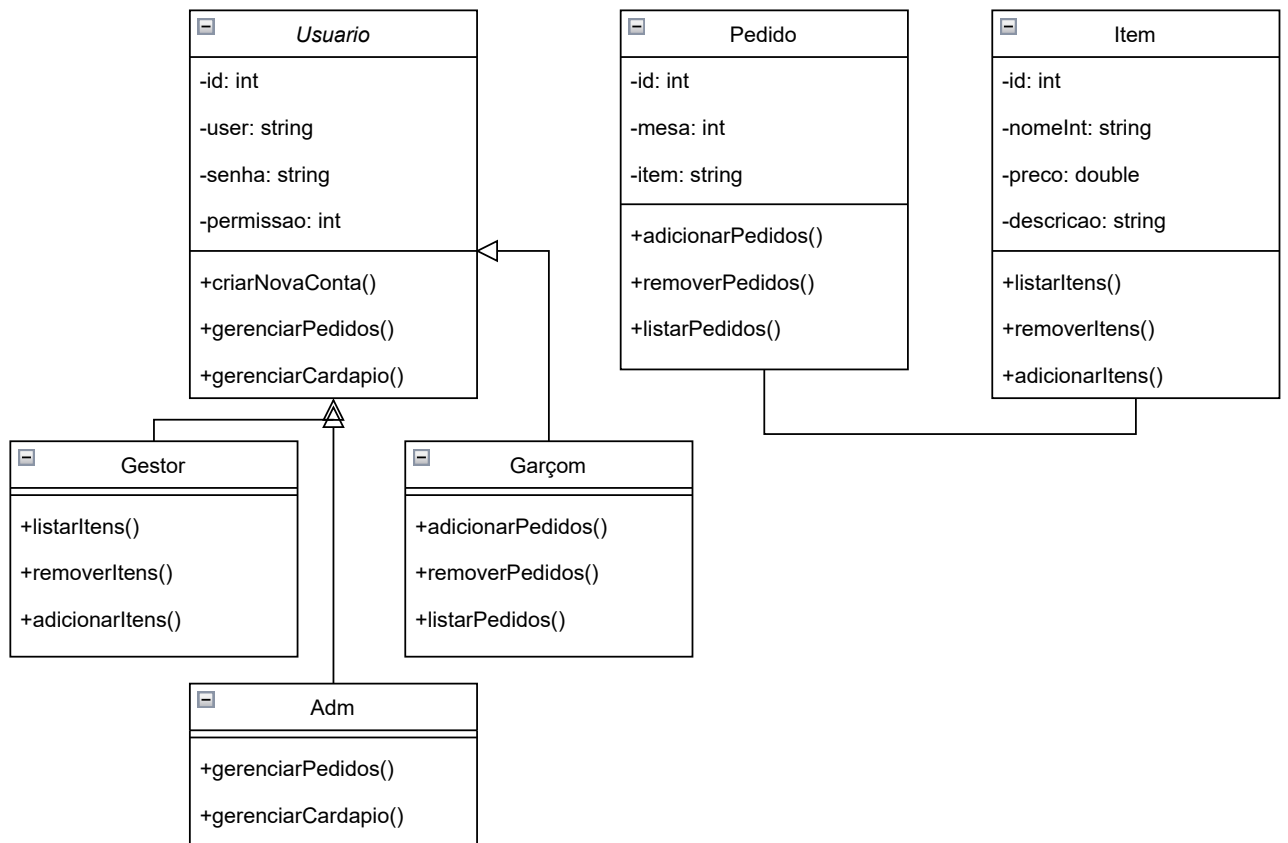 Usuario
-id: int
-user: string
-senha: string
-permissao: int
+criarNovaConta()
+gerenciarPedidos()
+gerenciarCardapio()
Pedido
-id: int
-mesa: int
-item: string
+adicionarPedidos()
+removerPedidos()
+listarPedidos()
Item
-id: int
-nomeInt: string
-preco: double
-descricao: string
+listarItens()
+removerItens()
+adicionarItens()
Gestor
+listarItens()
+removerItens()
+adicionarItens()
Garçom
+adicionarPedidos()
+removerPedidos()
+listarPedidos()
Adm
+gerenciarPedidos()
+gerenciarCardapio()